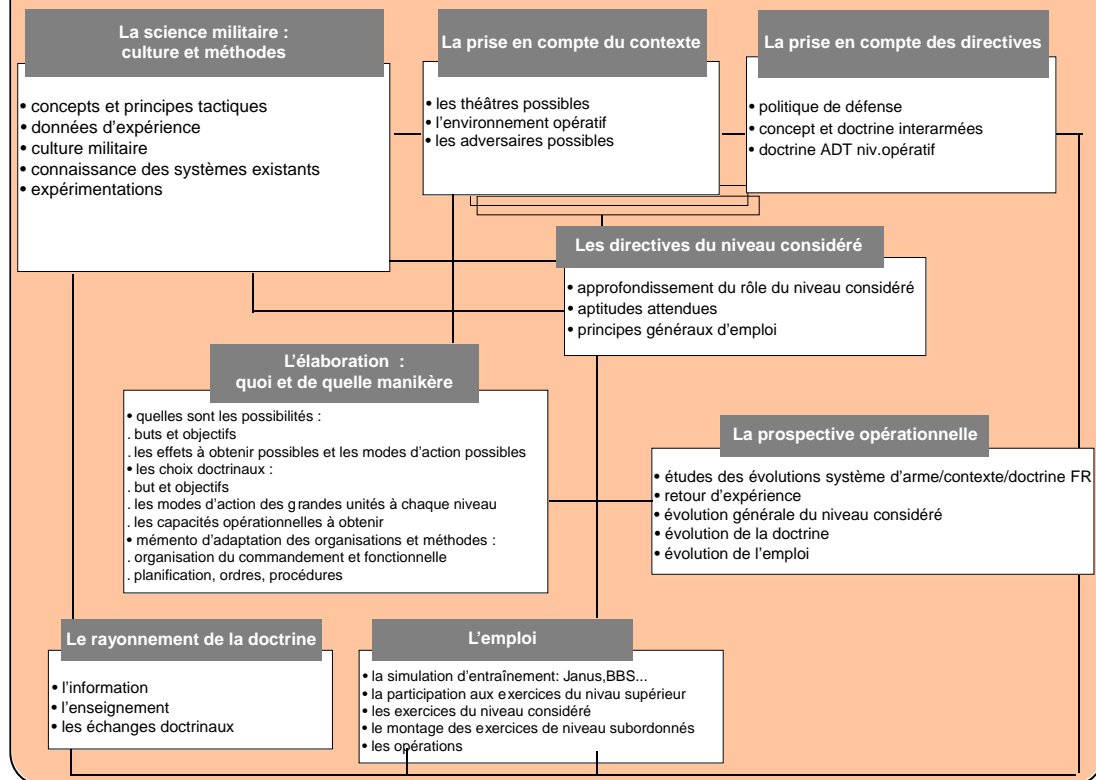 La science militaire :
culture et méthodes
• concepts et principes tactiques
• données d'expérience
• culture militaire
• connaissance des systèmes existants
• expérimentations
La prise en compte du contexte
• les théâtres possibles
• l'environnement opératif
• les adversaires possibles
La prise en compte des directives
• politique de défense
• concept et doctrine interarmées
• doctrine ADT niv.opératif
Les directives du niveau considéré
• approfondissement du rôle du niveau considéré
• aptitudes attendues
• principes généraux d'emploi
L'élaboration :
quoi et de quelle manikère
• quelles sont les possibilités :
. buts et objectifs
. les effets à obtenir possibles et les modes d'action possibles
• les choix doctrinaux :
. but et objectifs
. les modes d'action des grandes unités à chaque niveau
. les capacités opérationnelles à obtenir
• mémento d'adaptation des organisations et méthodes :
. organisation du commandement et fonctionnelle
. planification, ordres, procédures
La prospective opérationnelle
• études des évolutions système d'arme/contexte/doctrine FR
• retour d'expérience
• évolution générale du niveau considéré
• évolution de la doctrine
• évolution de l'emploi
Le rayonnement de la doctrine
• l'information
• l'enseignement
• les échanges doctrinaux
L'emploi
• la simulation d'entraînement: Janus,BBS...
• la participation aux exercices du nivau supérieur
• les exercices du niveau considéré
• le montage des exercices de niveau subordonnés
• les opérations